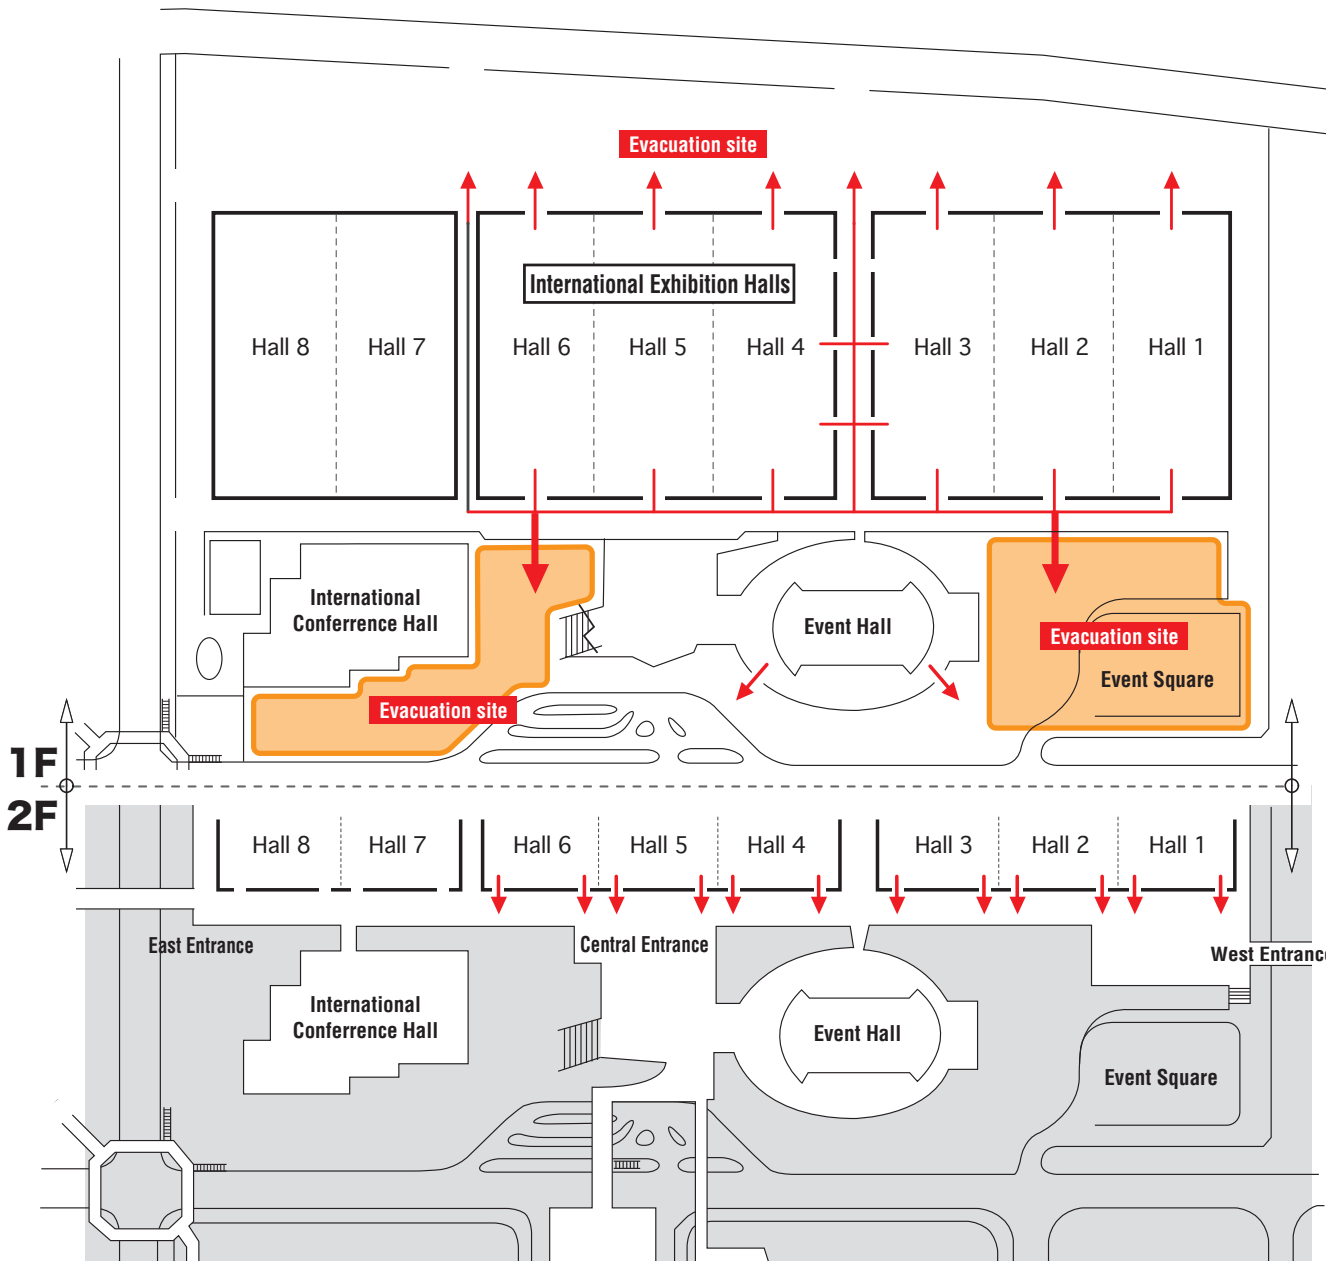 Evacuation site
International Exhibition Halls
Hall 8
Hall 7
Hall 6
Hall 5
Hall 4
Hall 3
Hall 2
Hall 1
International
Conferrence Hall
Event Hall
Evacuation site
Event Square
Evacuation site
1F
2F
Hall 8
Hall 7
Hall 6
Hall 5
Hall 4
Hall 3
Hall 2
Hall 1
East Entrance
Central Entrance
West Entrance
International
Conferrence Hall
Event Hall
Event Square